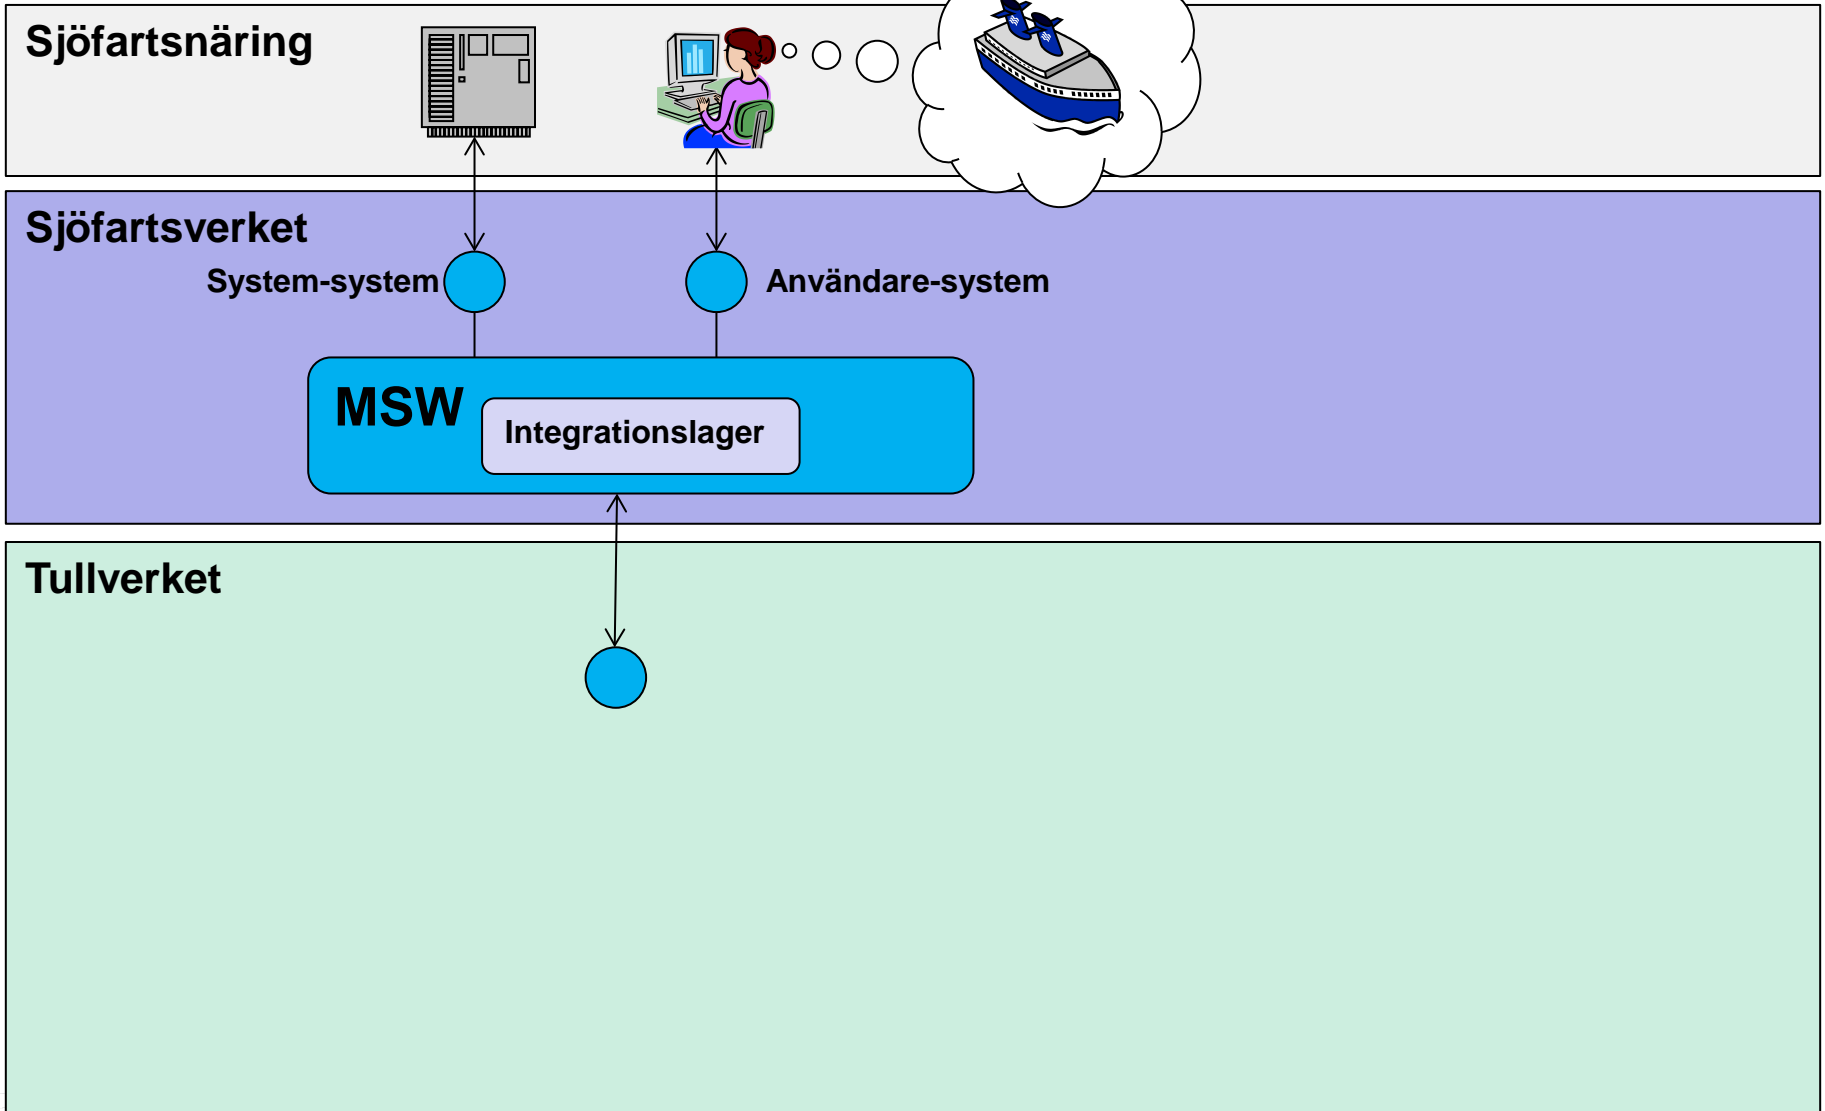 Sjöfartsnäring
Sjöfartsverket
System-system
Användare-system
MSW
Integrationslager
Tullverket